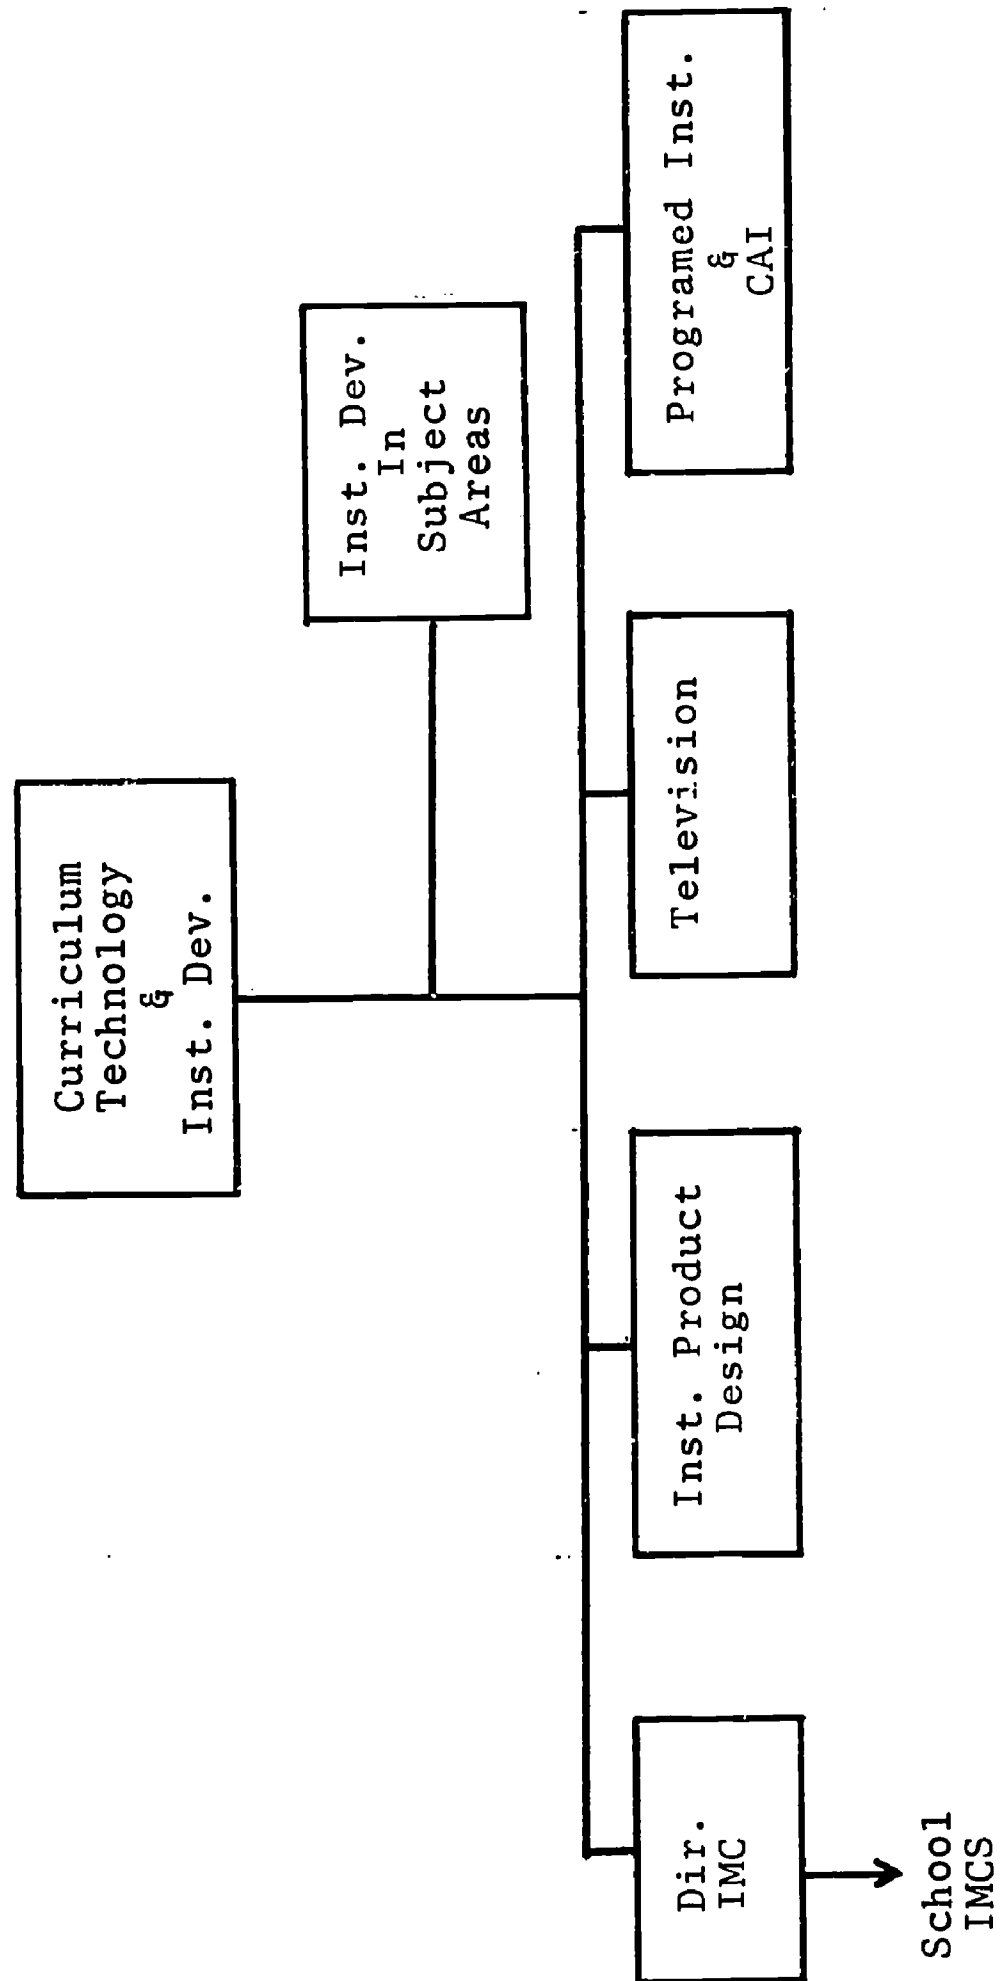 Curriculum
Technology
&
Inst. Dev.
Inst. Dev.
In
Subject
Areas
Dir.
IMC
Inst. Product
Design
Television
Programed Inst.
&
CAI
School
IMCS